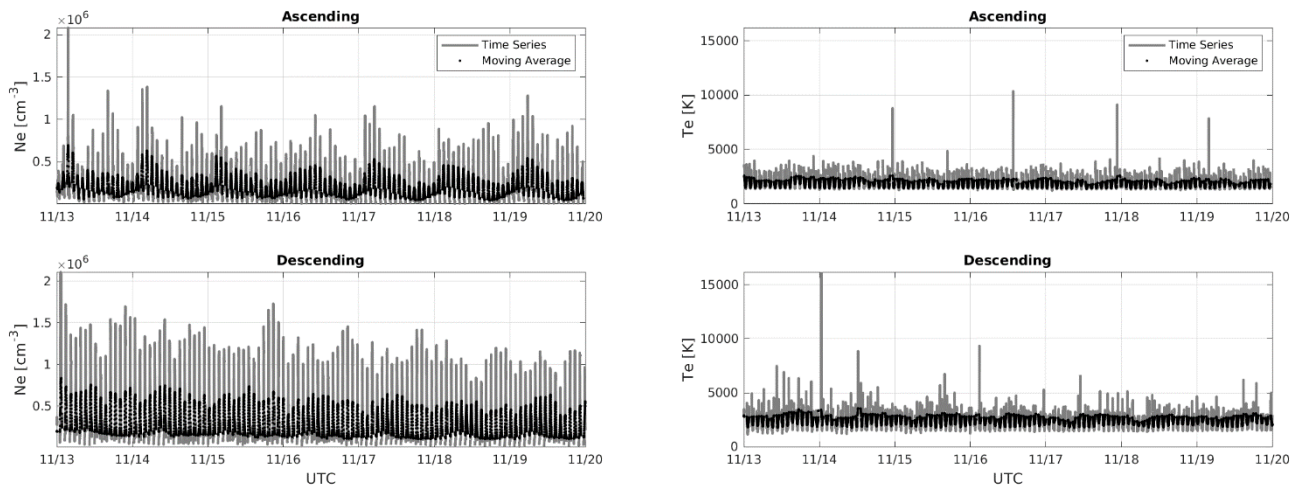 Ascending
×10⁶
Ne [cm⁻³]
2
1.5
1
0.5
Time Series
Moving Average
11/13 11/14 11/15 11/16 11/17 11/18 11/19 11/20
Ascending
Te [K]
15000
10000
5000
0
Time Series
Moving Average
11/13 11/14 11/15 11/16 11/17 11/18 11/19 11/20
Descending
×10⁶
Ne [cm⁻³]
2
1.5
1
0.5
11/13 11/14 11/15 11/16 11/17 11/18 11/19 11/20
UTC
Descending
Te [K]
15000
10000
5000
0
11/13 11/14 11/15 11/16 11/17 11/18 11/19 11/20
UTC